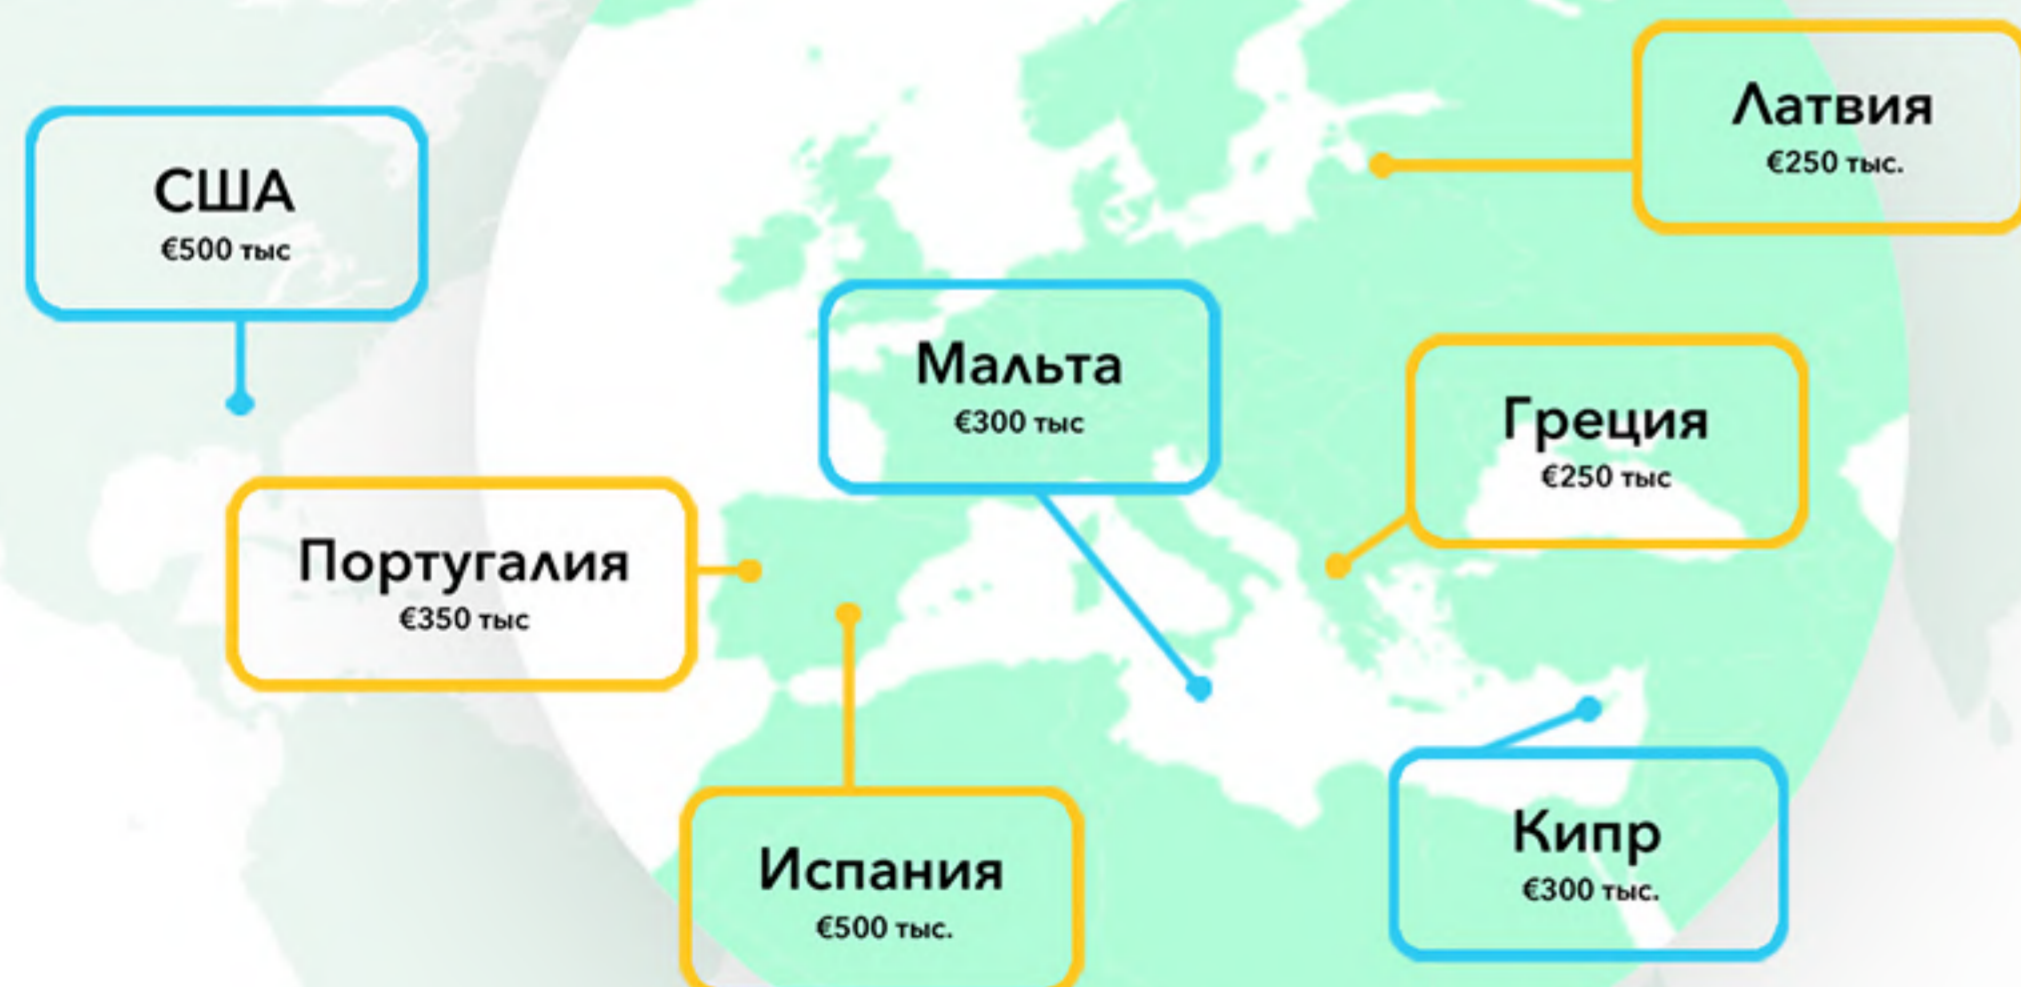 Латвия
€250 тыс.
США
€500 тыс
Мальта
€300 тыс
Греция
€250 тыс
Португалия
€350 тыс
Испания
€500 тыс.
Кипр
€300 тыс.